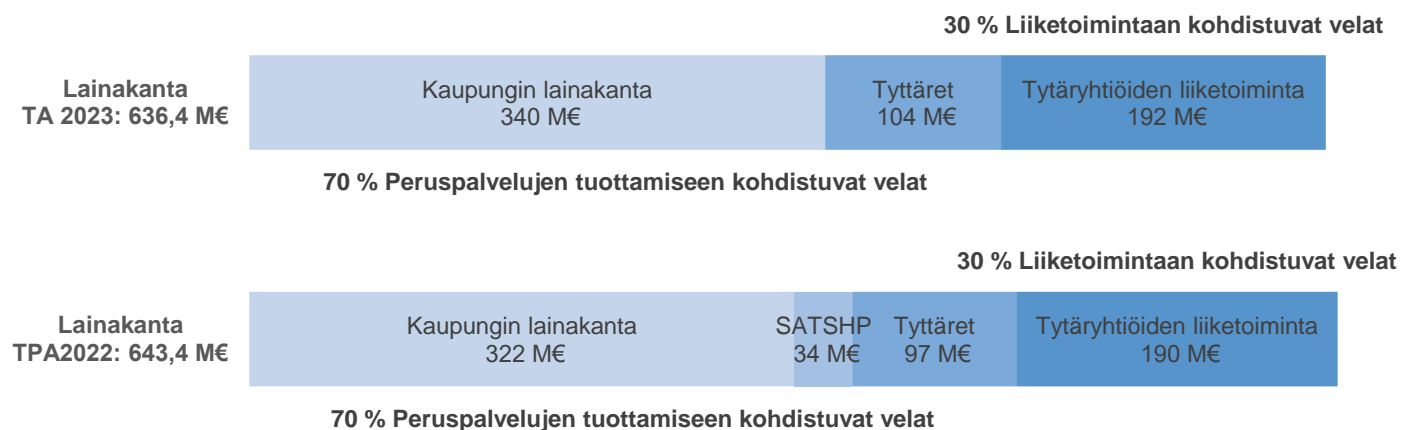 30 % Liiketoimintaan kohdistuvat velat
Lainakanta
TA 2023: 636,4 M€
Kaupungin lainakanta
340 M€
Tyttäret
104 M€
Tytäryhtiöiden liiketoiminta
192 M€
70 % Peruspalvelujen tuottamiseen kohdistuvat velat
30 % Liiketoimintaan kohdistuvat velat
Lainakanta
TPA2022: 643,4 M€
Kaupungin lainakanta
322 M€
SATSHP
34 M€
Tyttäret
97 M€
Tytäryhtiöiden liiketoiminta
190 M€
70 % Peruspalvelujen tuottamiseen kohdistuvat velat